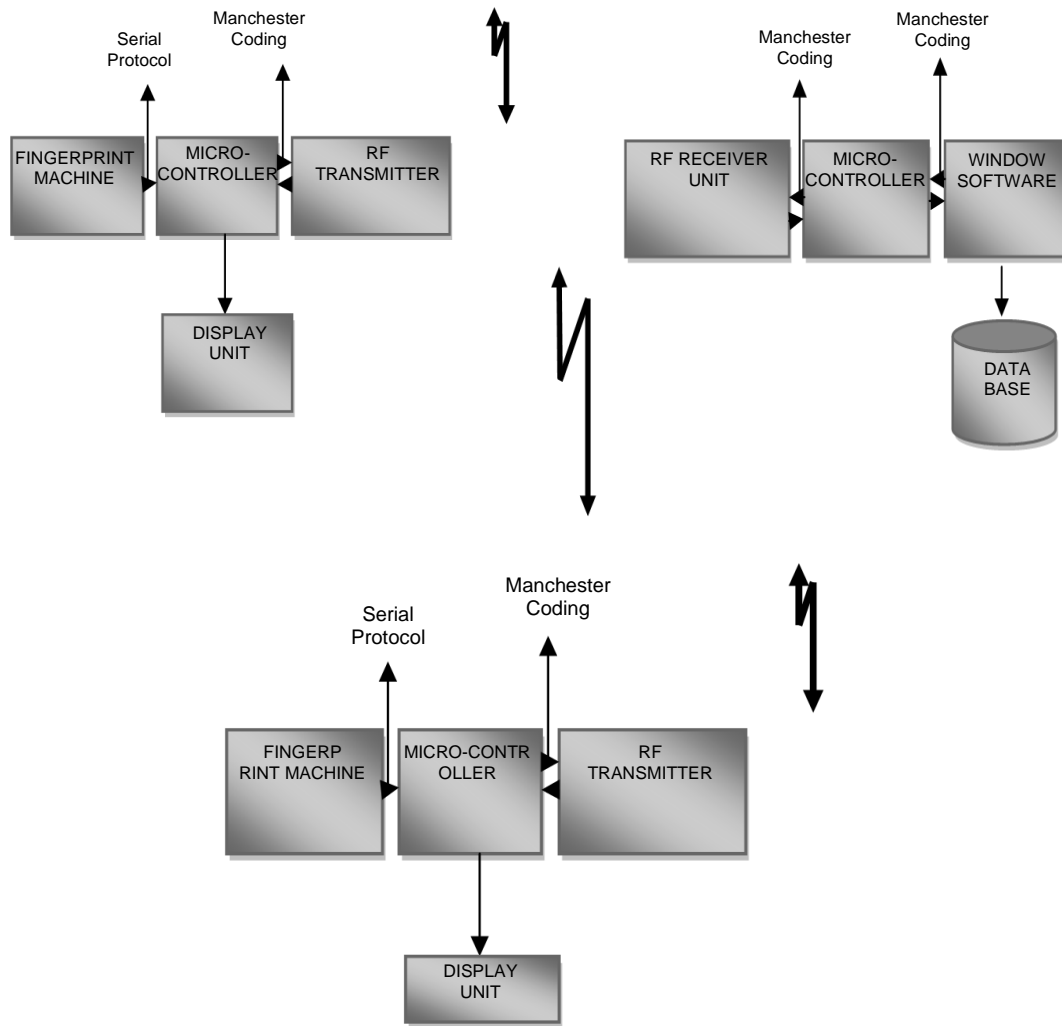 Manchester
Coding
Serial
Protocol
FINGERPRINT
MACHINE
MICRO-
CONTROLLER
RF
TRANSMITTER
DISPLAY
UNIT
Manchester
Coding
Manchester
Coding
RF RECEIVER
UNIT
MICRO-
CONTROLLER
WINDOW
SOFTWARE
DATA
BASE
Manchester
Coding
Serial
Protocol
FINGERP
RINT MACHINE
MICRO-CONTR
OLLER
RF
TRANSMITTER
DISPLAY
UNIT